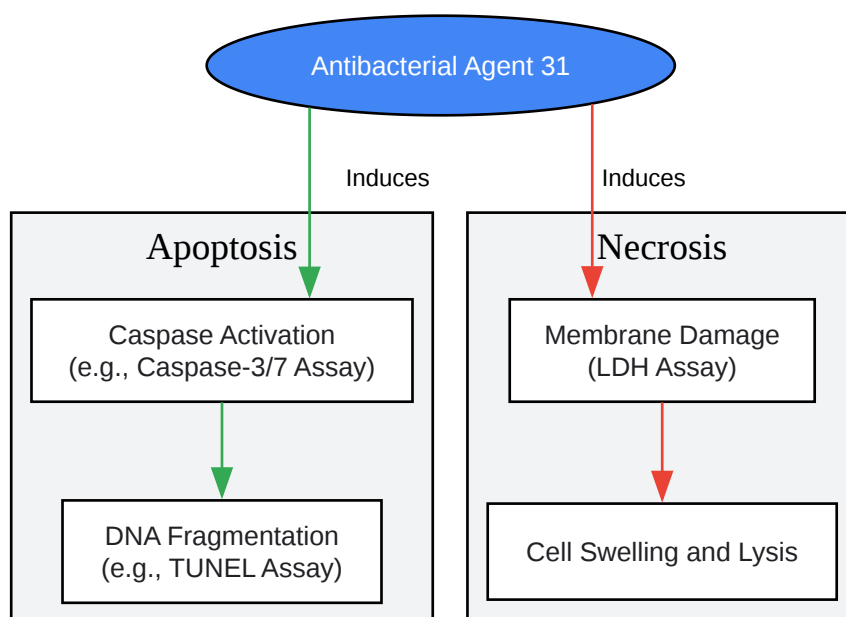 Antibacterial Agent 31
Induces
Induces
Apoptosis
Necrosis
Caspase Activation
(e.g., Caspase-3/7 Assay)
Membrane Damage
(LDH Assay)
DNA Fragmentation
(e.g., TUNEL Assay)
Cell Swelling and Lysis